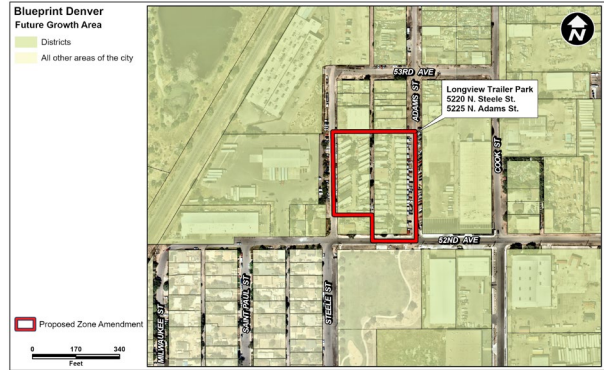 Blueprint Denver
Future Growth Area
Districts
All other areas of the city
N
53RD AVE
ADAMS ST
Longview Trailer Park
5220 N. Steele St.
5225 N. Adams St.
COOK ST
52ND AVE
MILWAUKEE ST
SAINT PAUL ST
STEELE ST
Proposed Zone Amendment
0 170 340
Feet